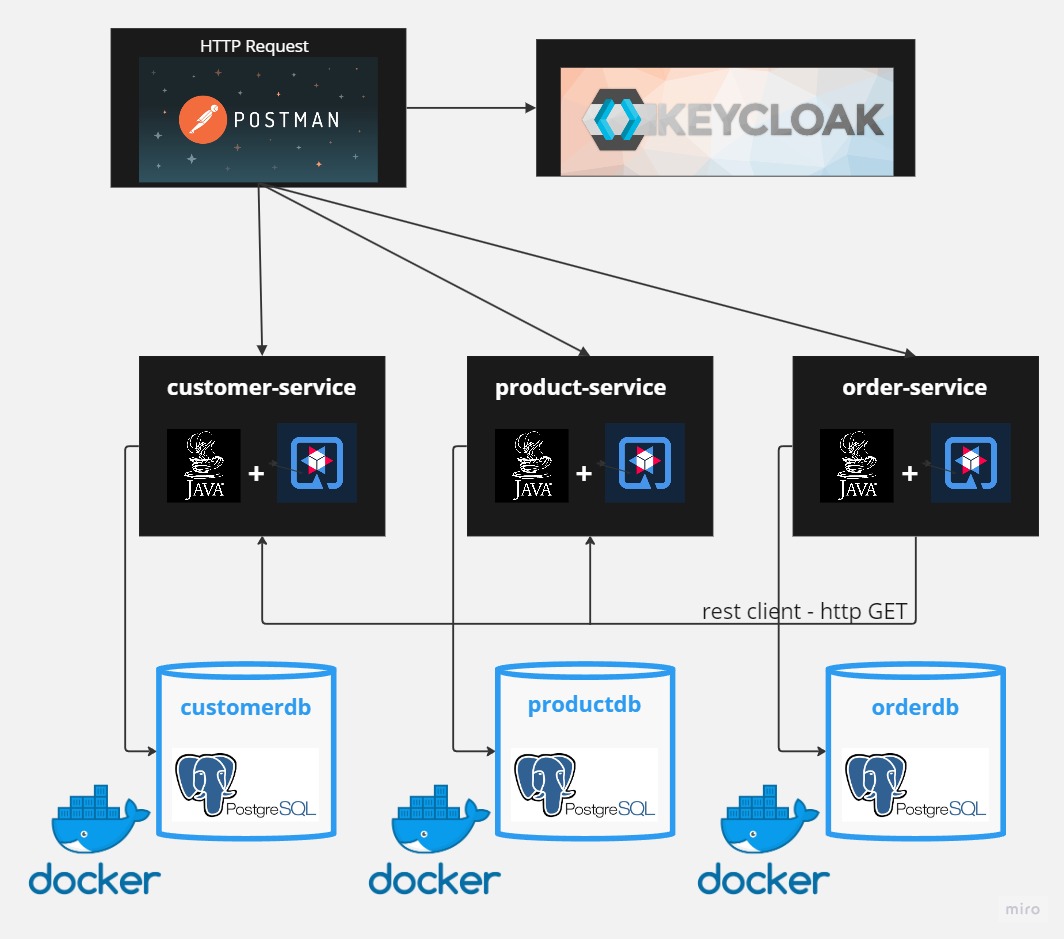 HTTP Request
POSTMAN
KEYCLOAK
customer-service
JAVA
+
product-service
JAVA
+
order-service
JAVA
+
rest client - http GET
customerdb
PostgreSQL
docker
productdb
PostgreSQL
docker
orderdb
PostgreSQL
docker
miro